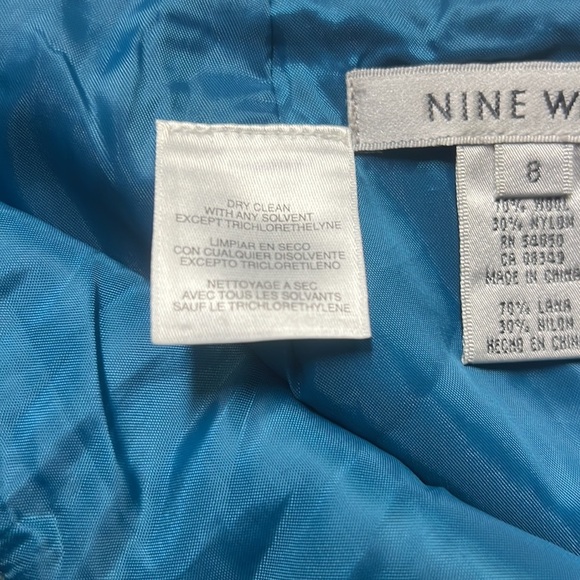 DRY CLEAN
WITH ANY SOLVENT
EXCEPT TRICHLORETHELYNE
LIMPIAR EN SECO
CON CUALQUIER DISOLVENTE
EXCEPTO TRICLORETILENO
NETTOYAGE A SEC
AVEC TOUS LES SOLVANTS
SAUF LE TRICHLORETHYLENE
NINE W
8
WOOL
30% NYLON
RN 54050
CA 08349
MADE IN CHINA
70% LANA
30% NILON
HECHO EN CHINA